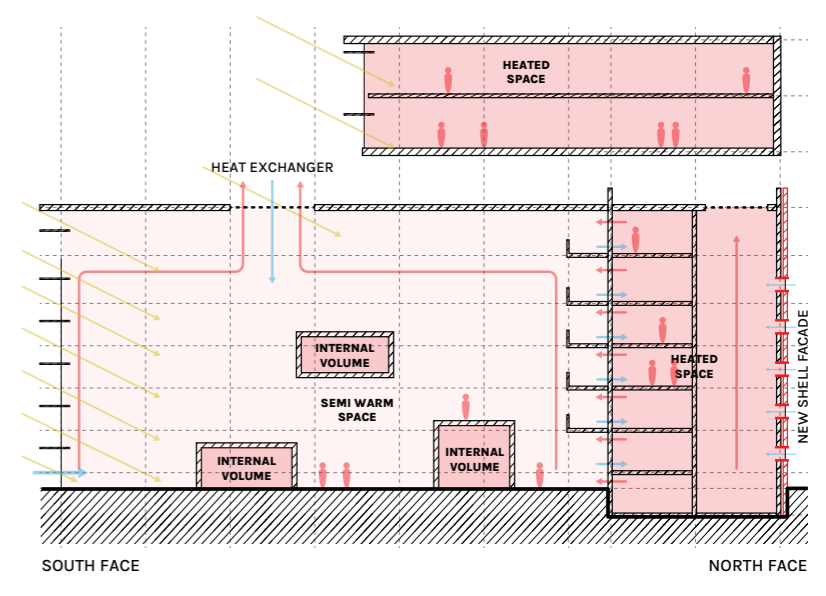 HEATED
SPACE
HEAT EXCHANGER
INTERNAL
VOLUME
HEATED
SPACE
SEMI WARM
SPACE
INTERNAL
VOLUME
INTERNAL
VOLUME
NEW SHELL FACADE
SOUTH FACE
NORTH FACE